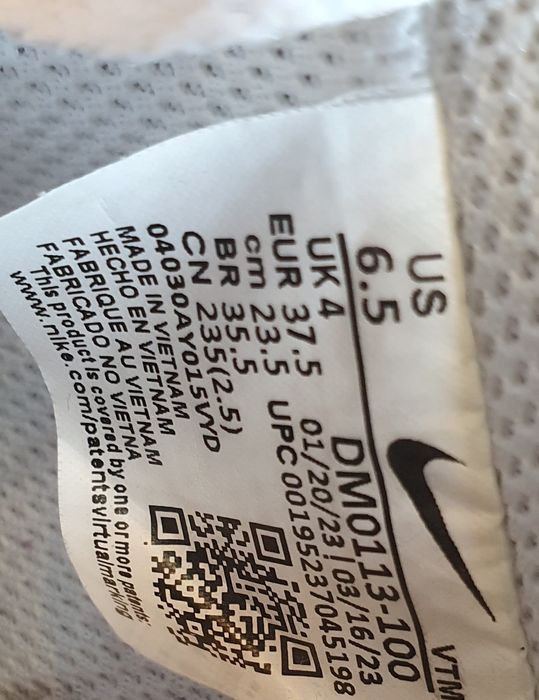 US
6.5
VTM
UK 4
DM0113-100
EUR 37.5
01/20/23! 03/16/23
cm 23.5
UPC 00195237045198
BR 35.5
CN 235(2.5)
04030AY015VYD
MADE IN VIETNAM
HECHO EN VIETNAM
FABRIQUE AU VIETNAM
FABRICADO NO VIETNA
This product is covered by one or more patents:
www.nike.com/patentsvirtualmarking